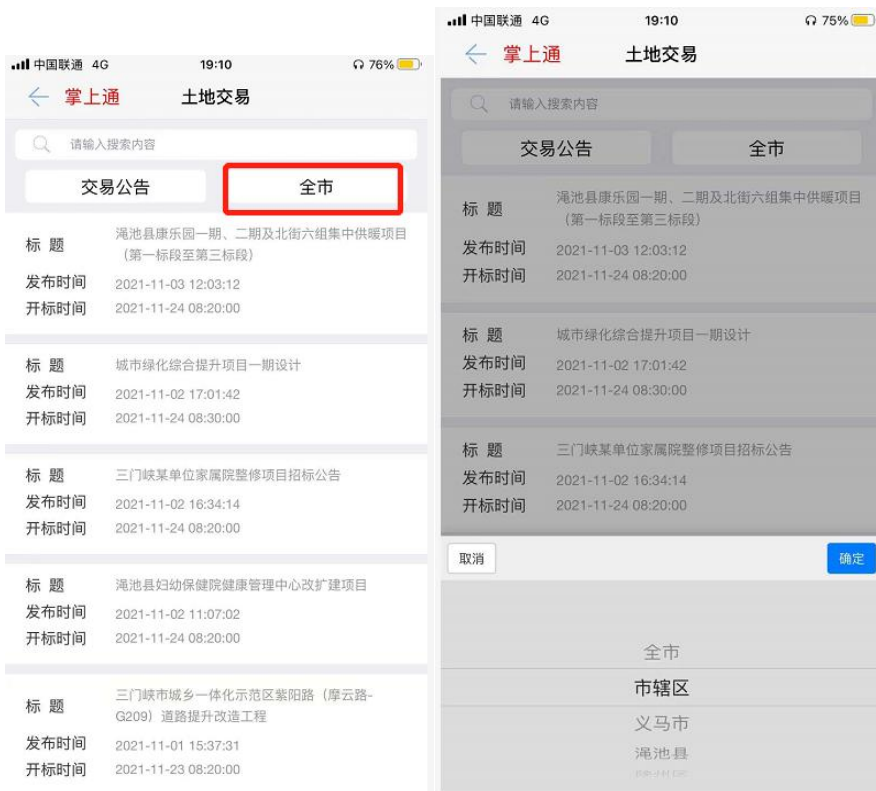 中国联通 4G 19:10 76%
掌上通 土地交易
请输入搜索内容
交易公告 全市
标 题 渑池县康乐园一期、二期及北街六组集中供暖项目
（第一标段至第三标段）
发布时间 2021-11-03 12:03:12
开标时间 2021-11-24 08:20:00
标 题 城市绿化综合提升项目一期设计
发布时间 2021-11-02 17:01:42
开标时间 2021-11-24 08:30:00
标 题 三门峡某单位家属院整修项目招标公告
发布时间 2021-11-02 16:34:14
开标时间 2021-11-24 08:20:00
标 题 渑池县妇幼保健院健康管理中心改扩建项目
发布时间 2021-11-02 11:07:02
开标时间 2021-11-24 08:20:00
标 题 三门峡市城乡一体化示范区紫阳路（摩云路-
G209）道路提升改造工程
发布时间 2021-11-01 15:37:31
开标时间 2021-11-23 08:20:00
中国联通 4G 19:10 75%
掌上通 土地交易
请输入搜索内容
交易公告 全市
标 题 渑池县康乐园一期、二期及北街六组集中供暖项目
（第一标段至第三标段）
发布时间 2021-11-03 12:03:12
开标时间 2021-11-24 08:20:00
标 题 城市绿化综合提升项目一期设计
发布时间 2021-11-02 17:01:42
开标时间 2021-11-24 08:30:00
标 题 三门峡某单位家属院整修项目招标公告
发布时间 2021-11-02 16:34:14
开标时间 2021-11-24 08:20:00
取消 确定
全市
市辖区
义马市
渑池县